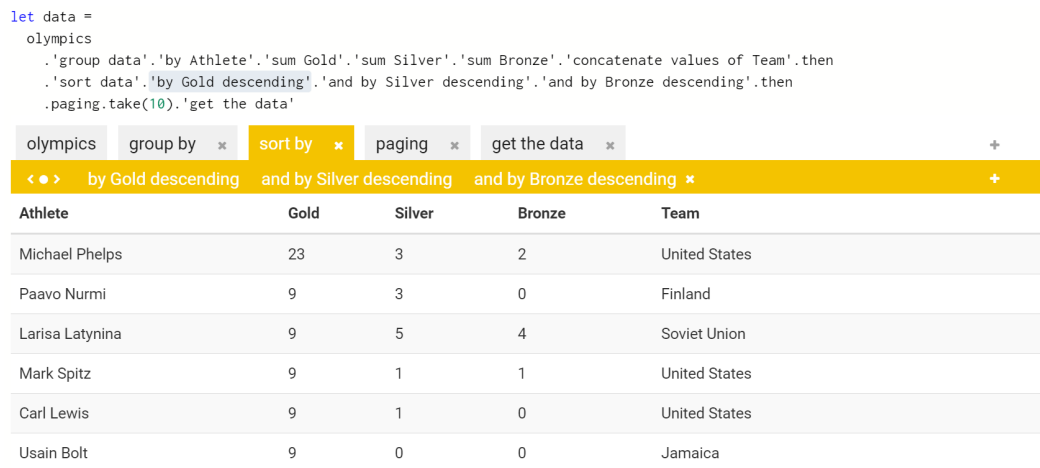 let data =
olympics
.'group data'.'by Athlete'.'sum Gold'.'sum Silver'.'sum Bronze'.'concatenate values of Team'.then
.'sort data'.'by Gold descending'.'and by Silver descending'.'and by Bronze descending'.then
.paging.take(10).'get the data'
olympics group by × sort by × paging × get the data × +
< ● > by Gold descending and by Silver descending and by Bronze descending × +
Athlete Gold Silver Bronze Team
Michael Phelps 23 3 2 United States
Paavo Nurmi 9 3 0 Finland
Larisa Latynina 9 5 4 Soviet Union
Mark Spitz 9 1 1 United States
Carl Lewis 9 1 0 United States
Usain Bolt 9 0 0 Jamaica